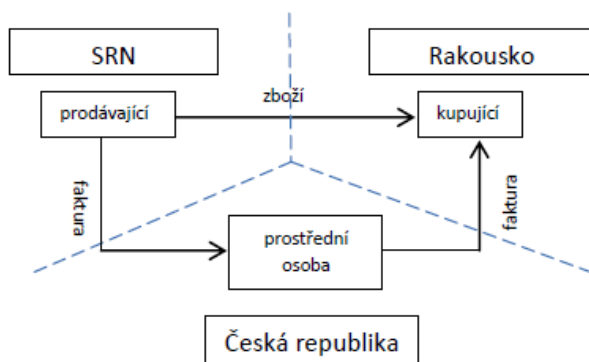 SRN
Rakousko
zboží
prodávající
kupující
faktura
faktura
prostřední
osoba
Česká republika